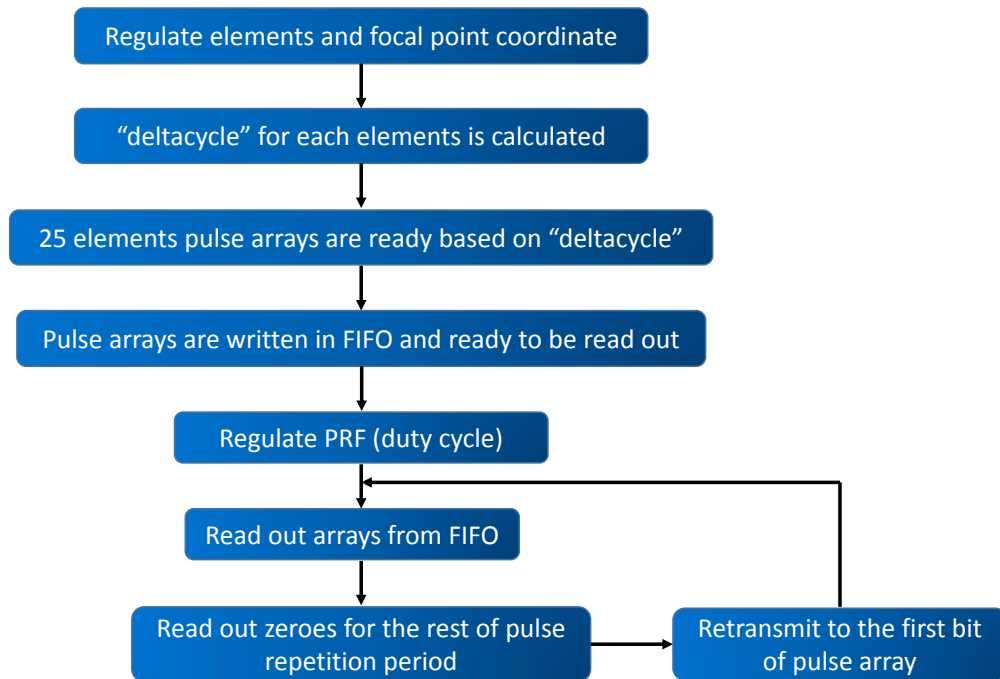 Regulate elements and focal point coordinate
“deltacycle” for each elements is calculated
25 elements pulse arrays are ready based on “deltacycle”
Pulse arrays are written in FIFO and ready to be read out
Regulate PRF (duty cycle)
Read out arrays from FIFO
Read out zeroes for the rest of pulse
repetition period
Retransmit to the first bit
of pulse array